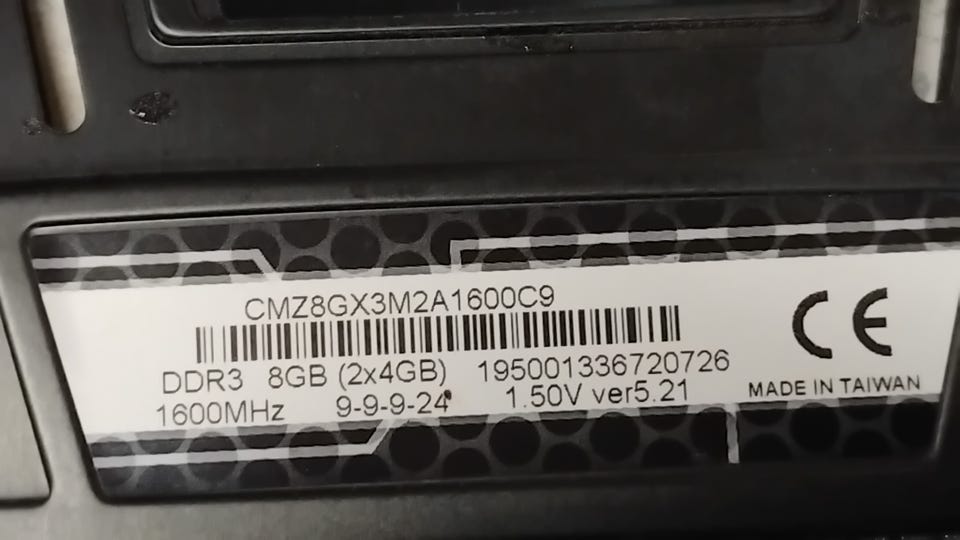 CMZ8GX3M2A1600C9
DDR3 8GB (2x4GB) 195001336720726
1600MHz 9-9-9-24 1.50V ver5.21
CE
MADE IN TAIWAN